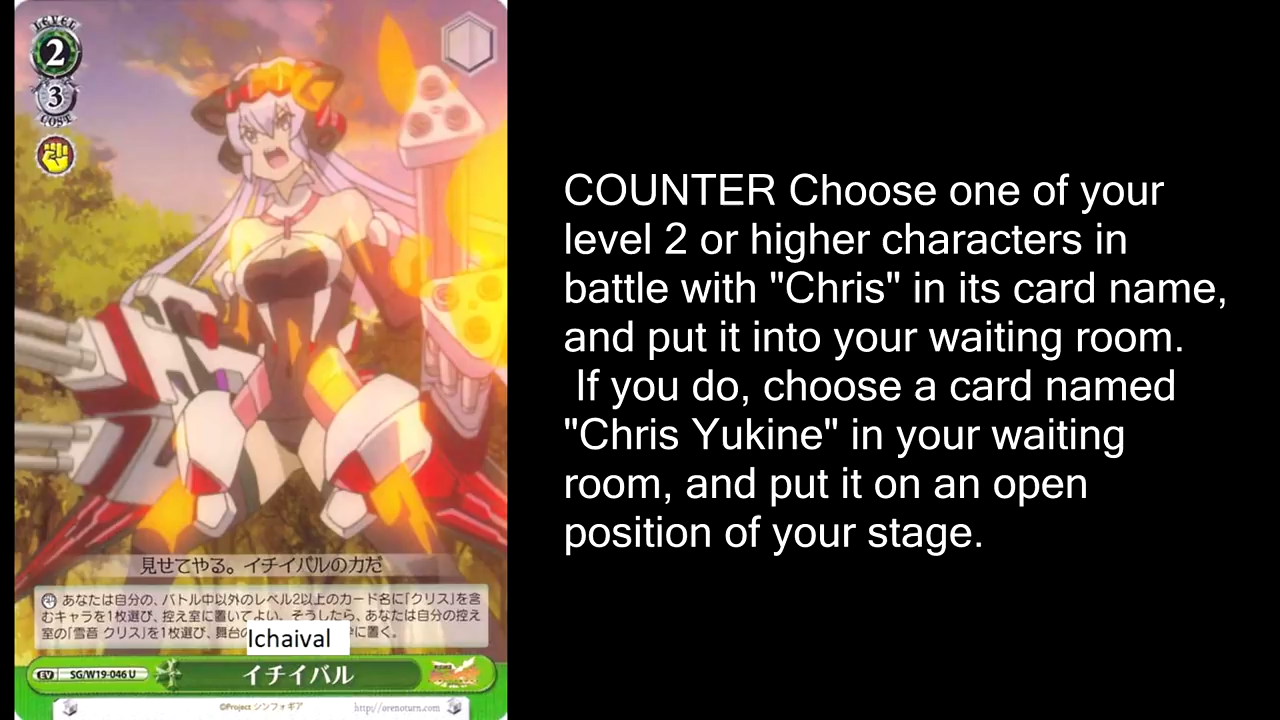 LEVEL
2
3
COST
見せてやる。イチイバルの力だ
あなたは自分の、バトル中以外のレベル2以上のカード名に「クリス」を含
むキャラを1枚選び、控え室に置いてよい。そうしたら、あなたは自分の控え
室の「雪音 クリス」を1枚選び、舞台の に置く。
Ichaival
EV SG/W19-046 U イチイバル
©Project シンフォギア http://orenoturn.com
COUNTER Choose one of your
level 2 or higher characters in
battle with "Chris" in its card name,
and put it into your waiting room.
If you do, choose a card named
"Chris Yukine" in your waiting
room, and put it on an open
position of your stage.